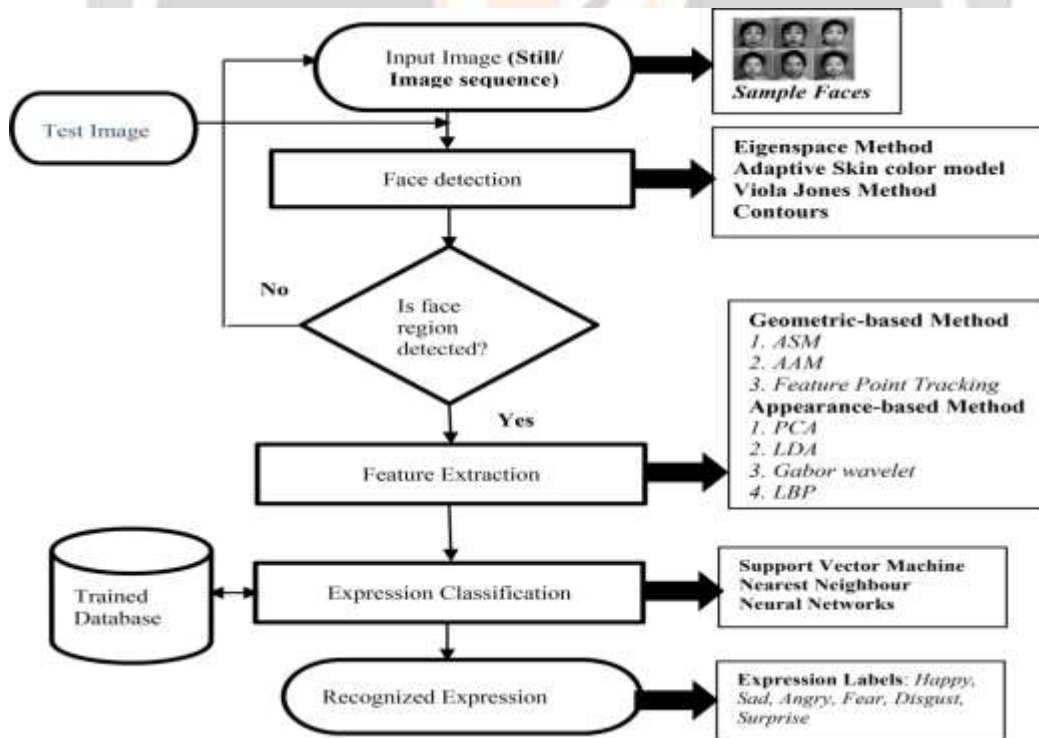 Input Image (Still/
Image sequence)
Sample Faces
Test Image
Face detection
Eigenspace Method
Adaptive Skin color model
Viola Jones Method
Contours
No
Is face
region
detected?
Yes
Geometric-based Method
1. ASM
2. AAM
3. Feature Point Tracking
Appearance-based Method
1. PCA
2. LDA
3. Gabor wavelet
4. LBP
Feature Extraction
Trained
Database
Expression Classification
Support Vector Machine
Nearest Neighbour
Neural Networks
Recognized Expression
Expression Labels: Happy,
Sad, Angry, Fear, Disgust,
Surprise